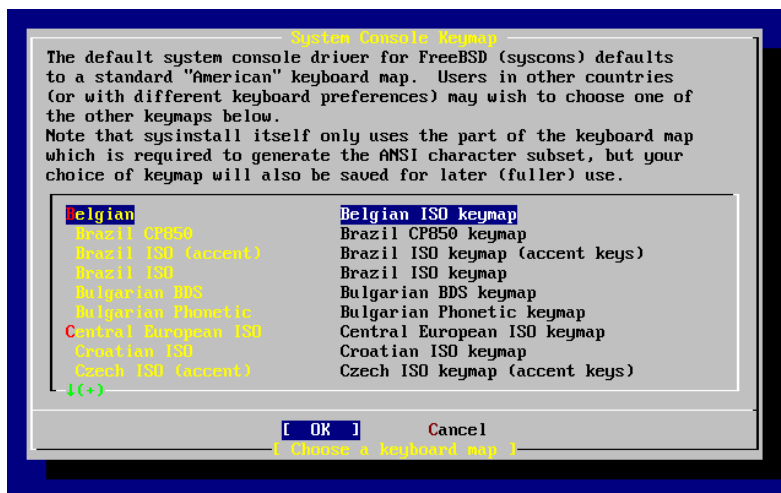 System Console Keymap
The default system console driver for FreeBSD (syscons) defaults
to a standard "American" keyboard map.  Users in other countries
(or with different keyboard preferences) may wish to choose one of
the other keymaps below.
Note that sysinstall itself only uses the part of the keyboard map
which is required to generate the ANSI character subset, but your
choice of keymap will also be saved for later (fuller) use.
Belgian Belgian ISO keymap
Brazil CP850 Brazil CP850 keymap
Brazil ISO (accent) Brazil ISO keymap (accent keys)
Brazil ISO Brazil ISO keymap
Bulgarian BDS Bulgarian BDS keymap
Bulgarian Phonetic Bulgarian Phonetic keymap
Central European ISO Central European ISO keymap
Croatian ISO Croatian ISO keymap
Czech ISO (accent) Czech ISO keymap (accent keys)
↓(+)
[ OK ] Cancel
[ Choose a keyboard map ]